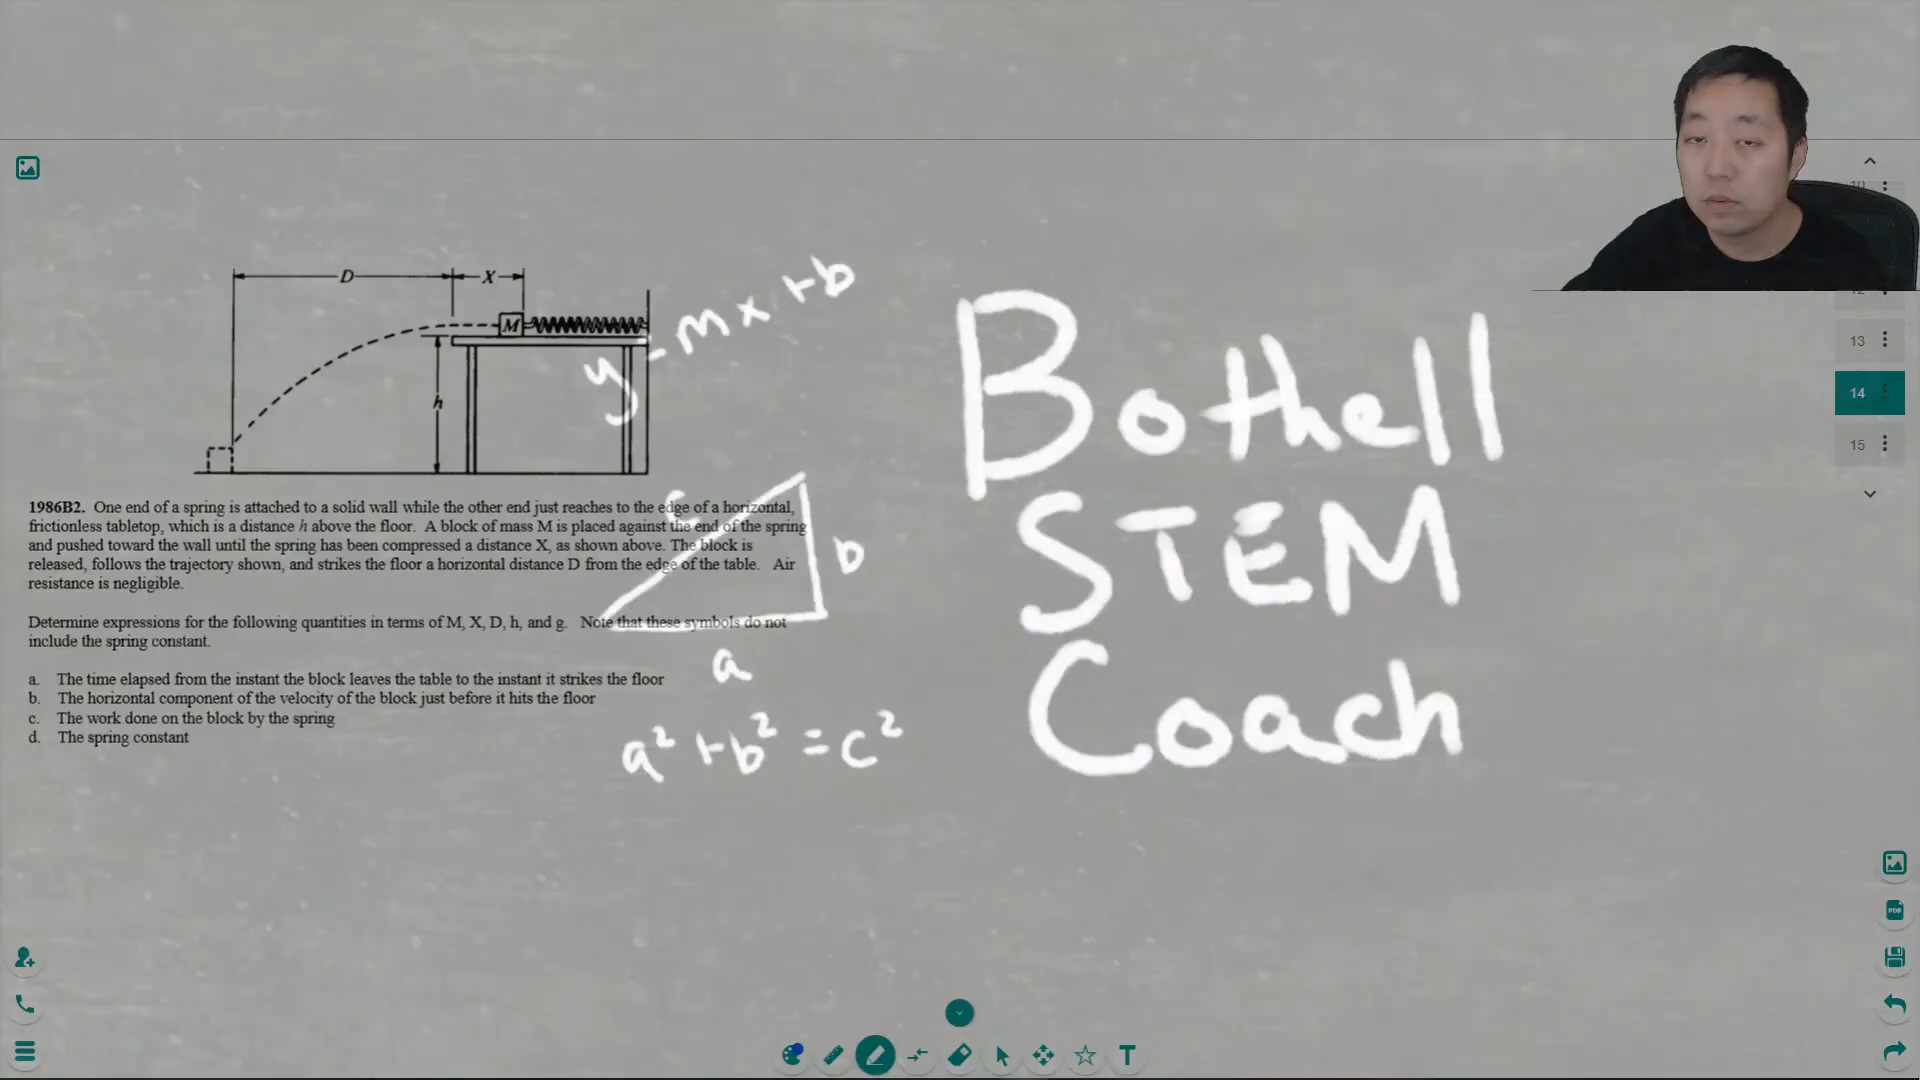 D
X
M
h
y = mx + b
Bothell
STEM
Coach
1986B2. One end of a spring is attached to a solid wall while the other end just reaches to the edge of a horizontal,
frictionless tabletop, which is a distance h above the floor. A block of mass M is placed against the end of the spring
and pushed toward the wall until the spring has been compressed a distance X, as shown above. The block is
released, follows the trajectory shown, and strikes the floor a horizontal distance D from the edge of the table. Air
resistance is negligible.
Determine expressions for the following quantities in terms of M, X, D, h, and g. Note that these symbols do not
include the spring constant.
a. The time elapsed from the instant the block leaves the table to the instant it strikes the floor
b. The horizontal component of the velocity of the block just before it hits the floor
c. The work done on the block by the spring
d. The spring constant
c
b
a
a² + b² = c²
13
14
15
PDF
T